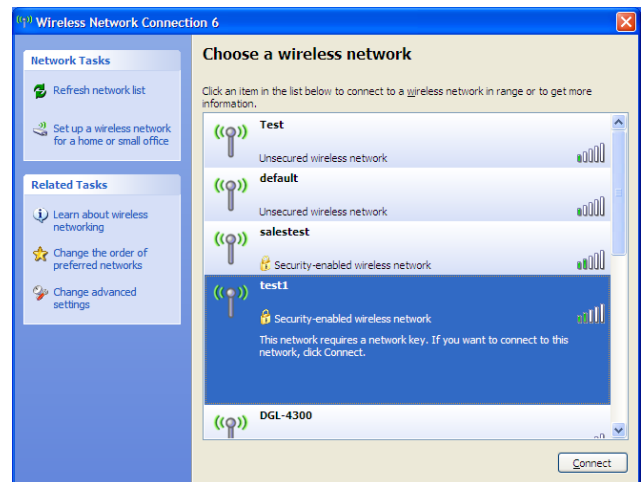 Wireless Network Connection 6
Network Tasks
Refresh network list
Set up a wireless network
for a home or small office
Related Tasks
Learn about wireless
networking
Change the order of
preferred networks
Change advanced
settings
Choose a wireless network
Click an item in the list below to connect to a wireless network in range or to get more
information.
Test
Unsecured wireless network
default
Unsecured wireless network
salestest
Security-enabled wireless network
test1
Security-enabled wireless network
This network requires a network key. If you want to connect to this
network, click Connect.
DGL-4300
Connect